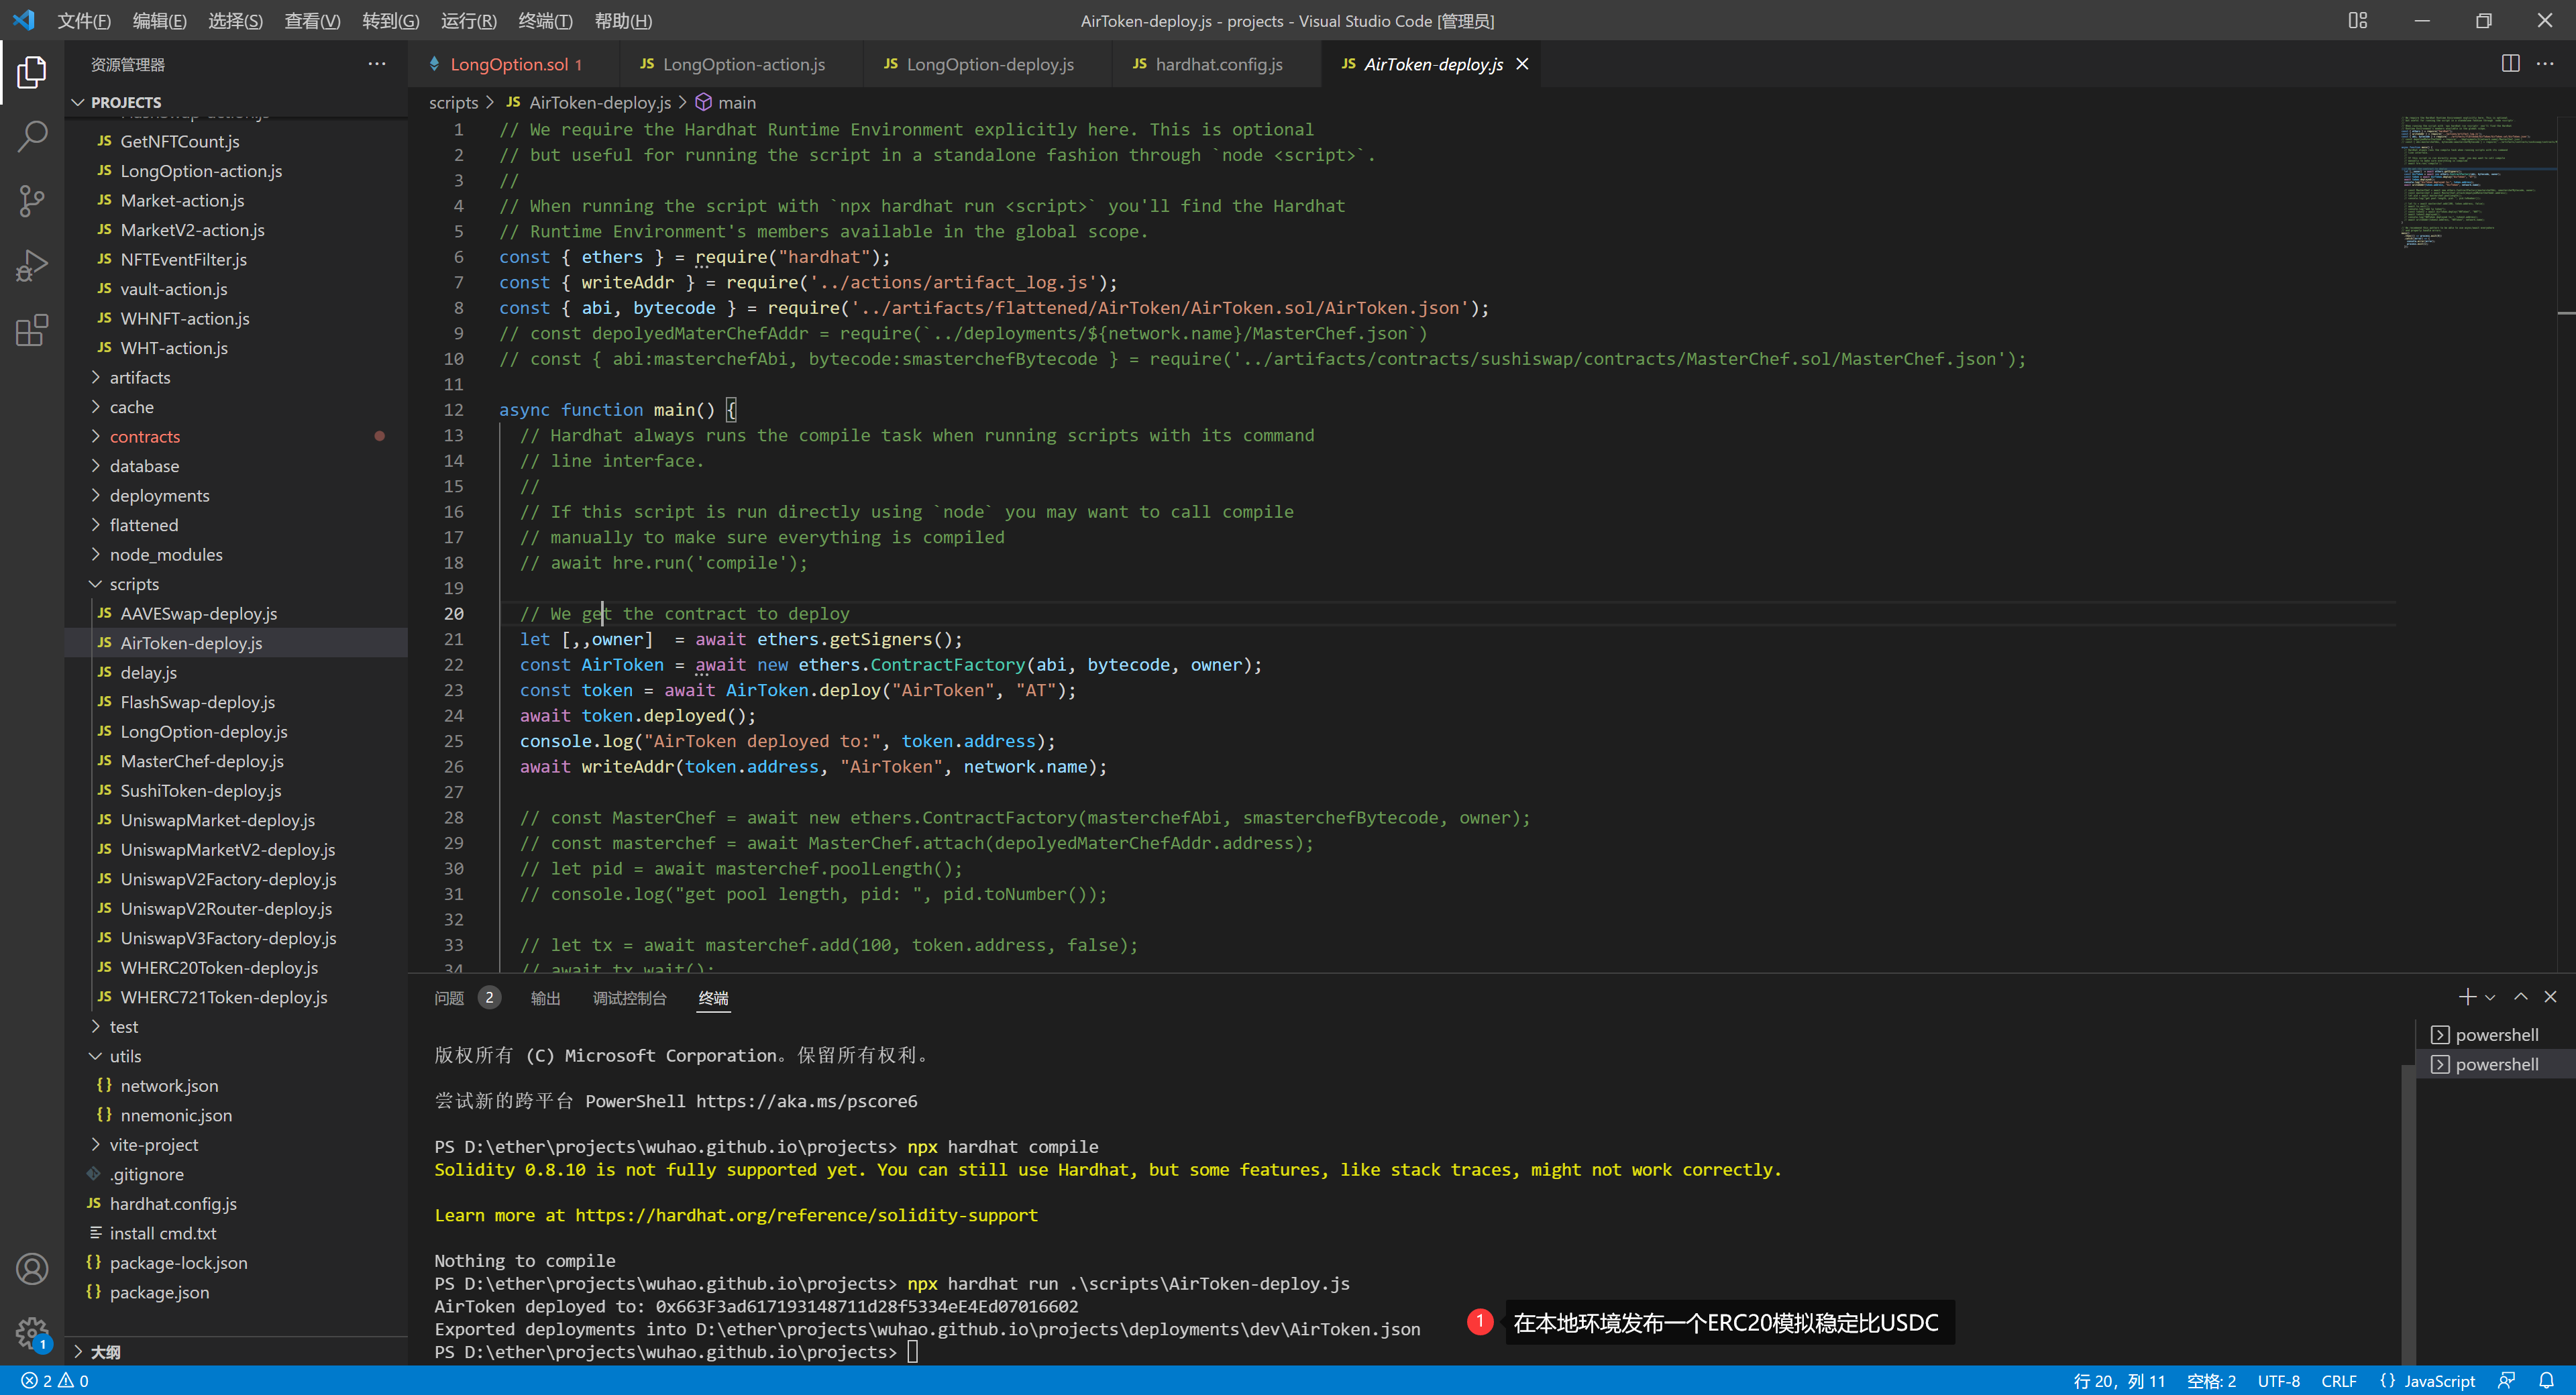 文件(F) 编辑(E) 选择(S) 查看(V) 转到(G) 运行(R) 终端(T) 帮助(H)
AirToken-deploy.js - projects - Visual Studio Code [管理员]
资源管理器
PROJECTS
GetNFTCount.js
LongOption-action.js
Market-action.js
MarketV2-action.js
NFTEventFilter.js
vault-action.js
WHNFT-action.js
WHT-action.js
artifacts
cache
contracts
database
deployments
flattened
node_modules
scripts
AAVESwap-deploy.js
AirToken-deploy.js
delay.js
FlashSwap-deploy.js
LongOption-deploy.js
MasterChef-deploy.js
SushiToken-deploy.js
UniswapMarket-deploy.js
UniswapMarketV2-deploy.js
UniswapV2Factory-deploy.js
UniswapV2Router-deploy.js
UniswapV3Factory-deploy.js
WHERC20Token-deploy.js
WHERC721Token-deploy.js
test
utils
network.json
nnemonic.json
vite-project
.gitignore
hardhat.config.js
install cmd.txt
package-lock.json
package.json
大纲
LongOption.sol 1
LongOption-action.js
LongOption-deploy.js
hardhat.config.js
AirToken-deploy.js
scripts > JS AirToken-deploy.js > main
1 // We require the Hardhat Runtime Environment explicitly here. This is optional
2 // but useful for running the script in a standalone fashion through `node <script>`.
3 //
4 // When running the script with `npx hardhat run <script>` you'll find the Hardhat
5 // Runtime Environment's members available in the global scope.
6 const { ethers } = require("hardhat");
7 const { writeAddr } = require('../actions/artifact_log.js');
8 const { abi, bytecode } = require('../artifacts/flattened/AirToken/AirToken.sol/AirToken.json');
9 // const depolyedMaterChefAddr = require(`../deployments/${network.name}/MasterChef.json`)
10 // const { abi:masterchefAbi, bytecode:smasterchefBytecode } = require('../artifacts/contracts/sushiswap/contracts/MasterChef.sol/MasterChef.json');
11
12 async function main() {
13 // Hardhat always runs the compile task when running scripts with its command
14 // line interface.
15 //
16 // If this script is run directly using `node` you may want to call compile
17 // manually to make sure everything is compiled
18 // await hre.run('compile');
19
20 // We get the contract to deploy
21 let [,,owner]  = await ethers.getSigners();
22 const AirToken = await new ethers.ContractFactory(abi, bytecode, owner);
23 const token = await AirToken.deploy("AirToken", "AT");
24 await token.deployed();
25 console.log("AirToken deployed to:", token.address);
26 await writeAddr(token.address, "AirToken", network.name);
27
28 // const MasterChef = await new ethers.ContractFactory(masterchefAbi, smasterchefBytecode, owner);
29 // const masterchef = await MasterChef.attach(depolyedMaterChefAddr.address);
30 // let pid = await masterchef.poolLength();
31 // console.log("get pool length, pid: ", pid.toNumber());
32
33 // let tx = await masterchef.add(100, token.address, false);
34 // await tx.wait();
问题 2 输出 调试控制台 终端
版权所有 (C) Microsoft Corporation。保留所有权利。
尝试新的跨平台 PowerShell https://aka.ms/pscore6
PS D:\ether\projects\wuhao.github.io\projects> npx hardhat compile
Solidity 0.8.10 is not fully supported yet. You can still use Hardhat, but some features, like stack traces, might not work correctly.
Learn more at https://hardhat.org/reference/solidity-support
Nothing to compile
PS D:\ether\projects\wuhao.github.io\projects> npx hardhat run .\scripts\AirToken-deploy.js
AirToken deployed to: 0x663F3ad617193148711d28f5334eE4Ed07016602
Exported deployments into D:\ether\projects\wuhao.github.io\projects\deployments\dev\AirToken.json
PS D:\ether\projects\wuhao.github.io\projects>
1 在本地环境发布一个ERC20模拟稳定比USDC
powershell
powershell
1
2 0
行 20，列 11 空格: 2 UTF-8 CRLF {} JavaScript